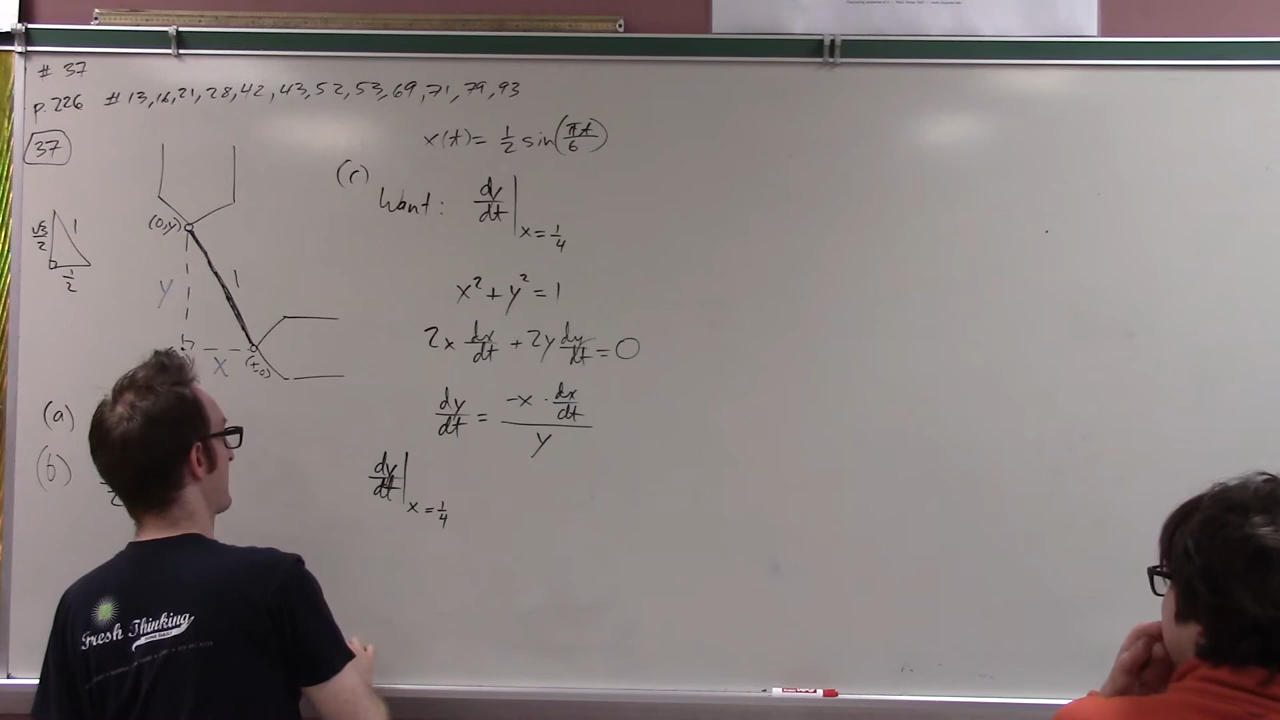 # 37
p. 226 # 13, 16, 21, 28, 42, 43, 52, 53, 69, 71, 79, 93
37
x(t) = 1/2 sin(πt/6)
(c)
Want: dy/dt | x = 1/4
(0,y)
√3/2 1 1/2
1
y
x
x² + y² = 1
2x dx/dt + 2y dy/dt = 0
(a)
dy/dt = -x · dx/dt / y
(b)
dy/dt | x = 1/4
Fresh Thinking